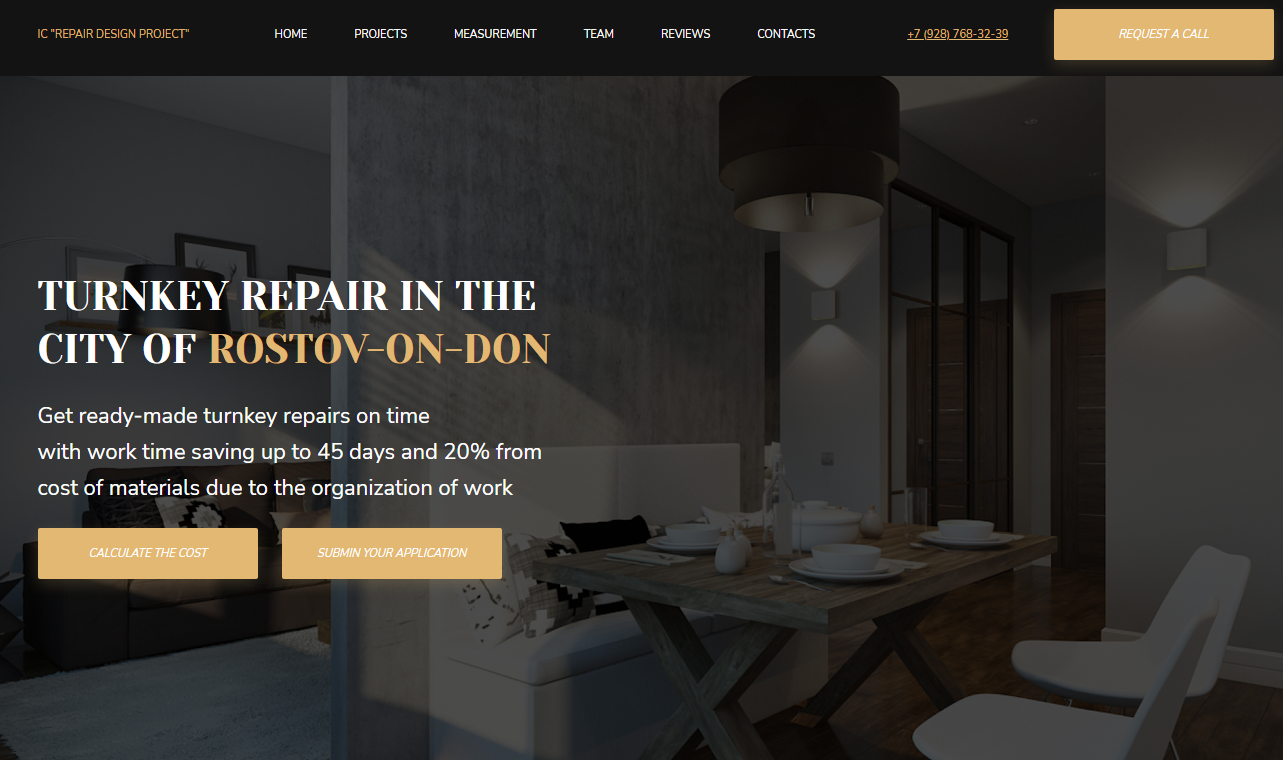 IC "REPAIR DESIGN PROJECT"
HOME
PROJECTS
MEASUREMENT
TEAM
REVIEWS
CONTACTS
+7 (928) 768-32-39
REQUEST A CALL
TURNKEY REPAIR IN THE
CITY OF ROSTOV-ON-DON
Get ready-made turnkey repairs on time
with work time saving up to 45 days and 20% from
cost of materials due to the organization of work
CALCULATE THE COST
SUBMIN YOUR APPLICATION